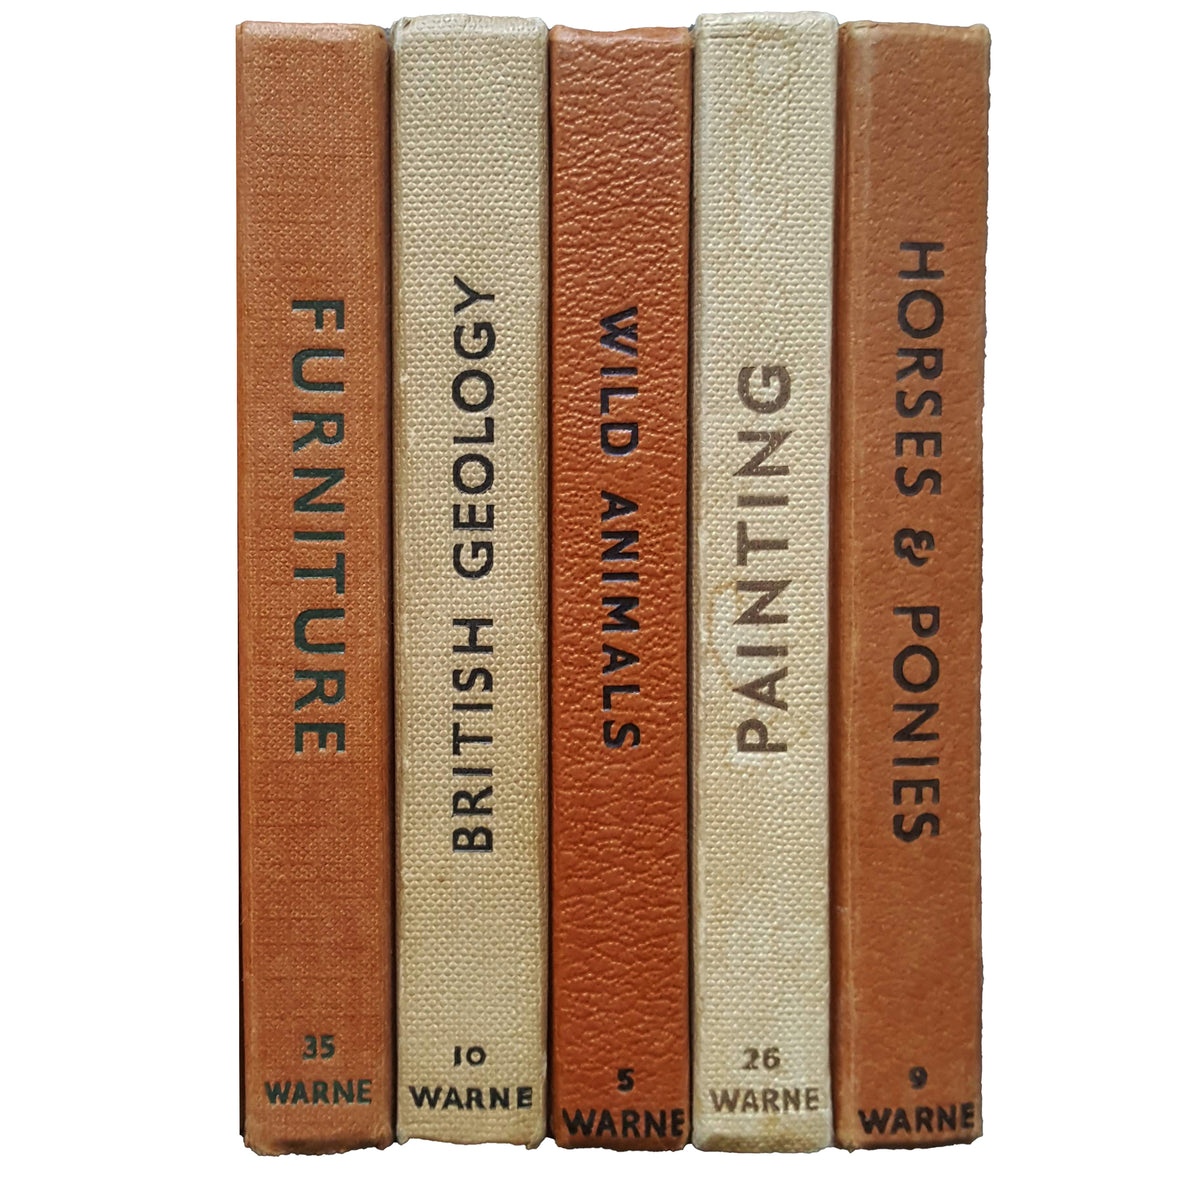 FURNITURE
35
WARNE
BRITISH GEOLOGY
10
WARNE
WILD ANIMALS
5
WARNE
PAINTING
26
WARNE
HORSES & PONIES
9
WARNE